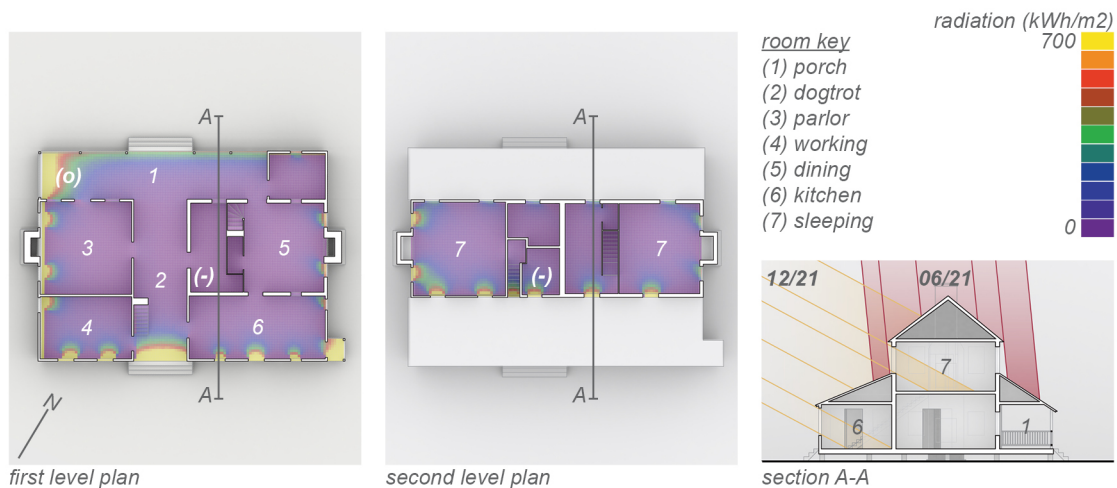 radiation (kWh/m2)
700
0
room key
(1) porch
(2) dogtrot
(3) parlor
(4) working
(5) dining
(6) kitchen
(7) sleeping
A
(o)
1
3
5
2
(-)
4
6
A
N
first level plan
A
7
7
(-)
A
second level plan
12/21
06/21
7
6
1
section A-A